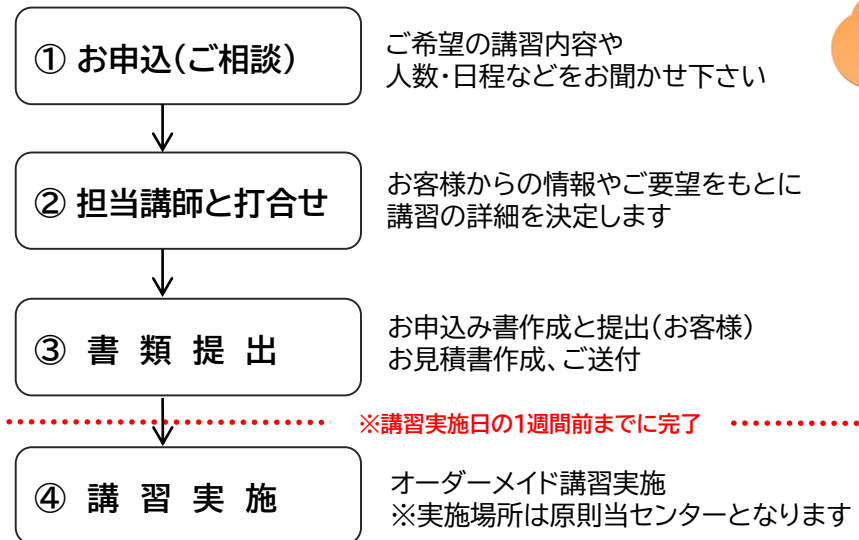 ① お申込(ご相談)
ご希望の講習内容や
人数・日程などをお聞かせ下さい
② 担当講師と打合せ
お客様からの情報やご要望をもとに
講習の詳細を決定します
③ 書 類 提 出
お申込み書作成と提出(お客様)
お見積書作成、ご送付
※講習実施日の1週間前までに完了
④ 講 習 実 施
オーダーメイド講習実施
※実施場所は原則当センターとなります